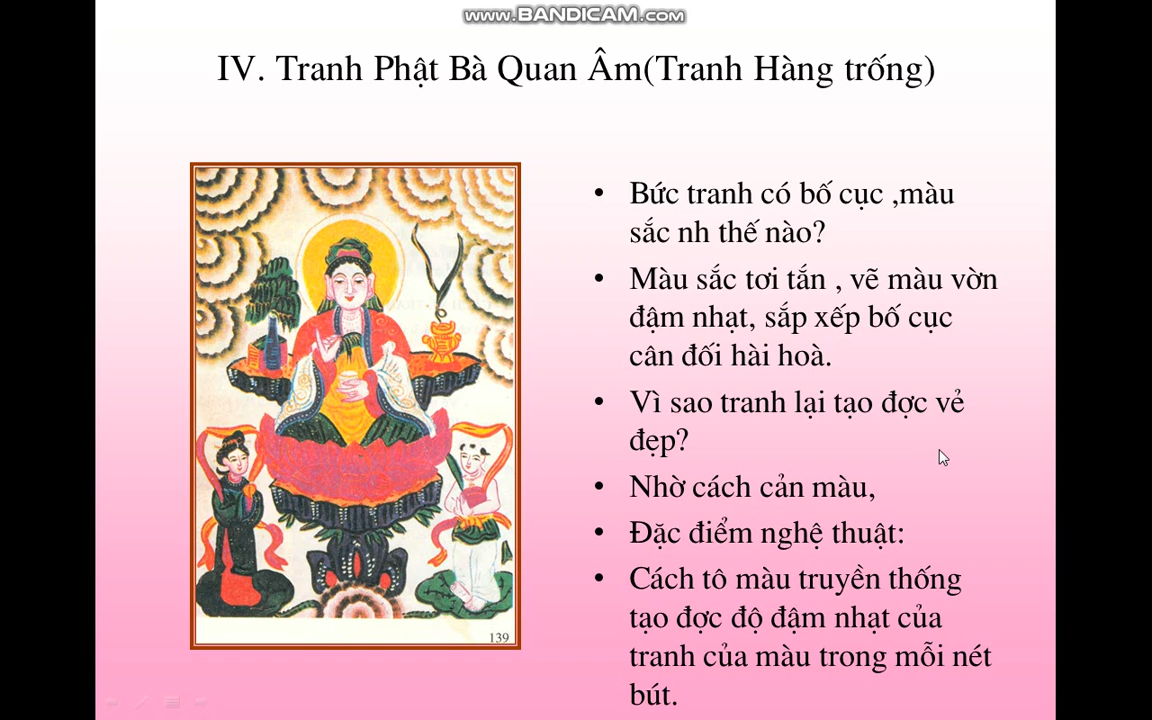 www.BANDICAM.com
IV. Tranh Phật Bà Quan Âm(Tranh Hàng trống)
• Bức tranh có bố cục ,màu
sắc nh thế nào?
• Màu sắc tơi tắn , vẽ màu vờn
đậm nhạt, sắp xếp bố cục
cân đối hài hoà.
• Vì sao tranh lại tạo đợc vẻ
đẹp?
• Nhờ cách cản màu,
• Đặc điểm nghệ thuật:
• Cách tô màu truyền thống
tạo đợc độ đậm nhạt của
tranh của màu trong mỗi nét
bút.
139